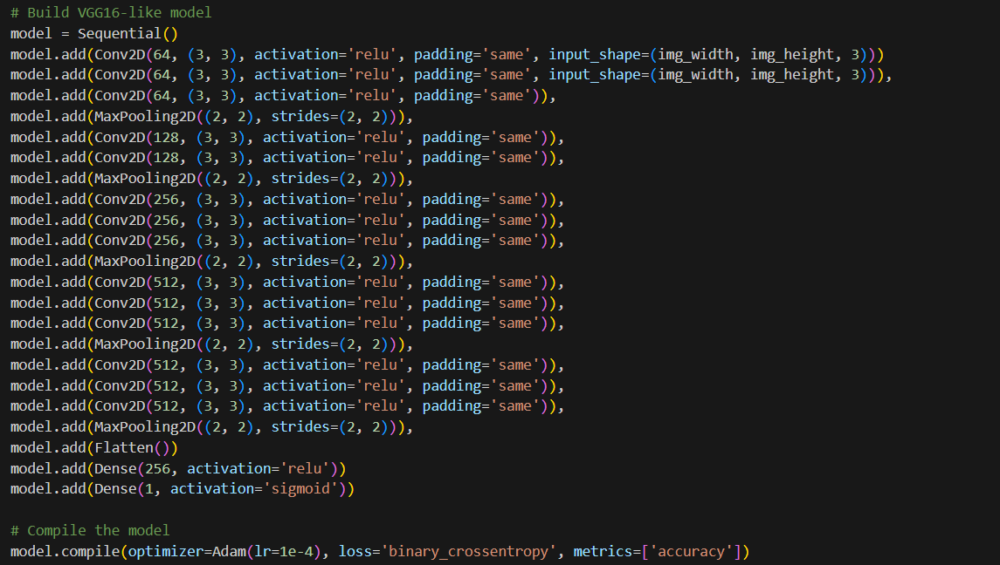 # Build VGG16-like model
model = Sequential()
model.add(Conv2D(64, (3, 3), activation='relu', padding='same', input_shape=(img_width, img_height, 3)))
model.add(Conv2D(64, (3, 3), activation='relu', padding='same', input_shape=(img_width, img_height, 3))),
model.add(Conv2D(64, (3, 3), activation='relu', padding='same')),
model.add(MaxPooling2D((2, 2), strides=(2, 2))),
model.add(Conv2D(128, (3, 3), activation='relu', padding='same')),
model.add(Conv2D(128, (3, 3), activation='relu', padding='same')),
model.add(MaxPooling2D((2, 2), strides=(2, 2))),
model.add(Conv2D(256, (3, 3), activation='relu', padding='same')),
model.add(Conv2D(256, (3, 3), activation='relu', padding='same')),
model.add(Conv2D(256, (3, 3), activation='relu', padding='same')),
model.add(MaxPooling2D((2, 2), strides=(2, 2))),
model.add(Conv2D(512, (3, 3), activation='relu', padding='same')),
model.add(Conv2D(512, (3, 3), activation='relu', padding='same')),
model.add(Conv2D(512, (3, 3), activation='relu', padding='same')),
model.add(MaxPooling2D((2, 2), strides=(2, 2))),
model.add(Conv2D(512, (3, 3), activation='relu', padding='same')),
model.add(Conv2D(512, (3, 3), activation='relu', padding='same')),
model.add(Conv2D(512, (3, 3), activation='relu', padding='same')),
model.add(MaxPooling2D((2, 2), strides=(2, 2))),
model.add(Flatten())
model.add(Dense(256, activation='relu'))
model.add(Dense(1, activation='sigmoid'))
# Compile the model
model.compile(optimizer=Adam(lr=1e-4), loss='binary_crossentropy', metrics=['accuracy'])